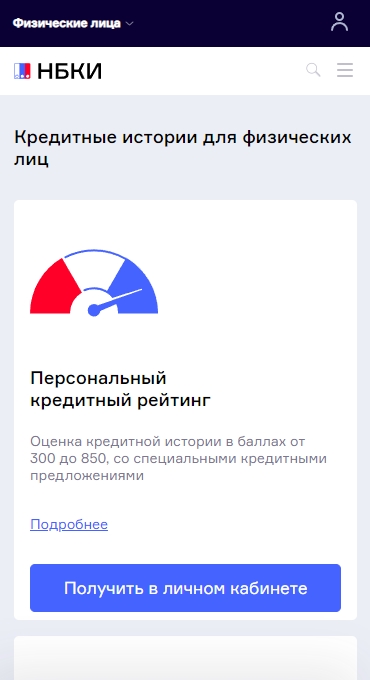 Физические лица
НБКИ
Кредитные истории для физических
лиц
Персональный
кредитный рейтинг
Оценка кредитной истории в баллах от
300 до 850, со специальными кредитными
предложениями
Подробнее
Получить в личном кабинете